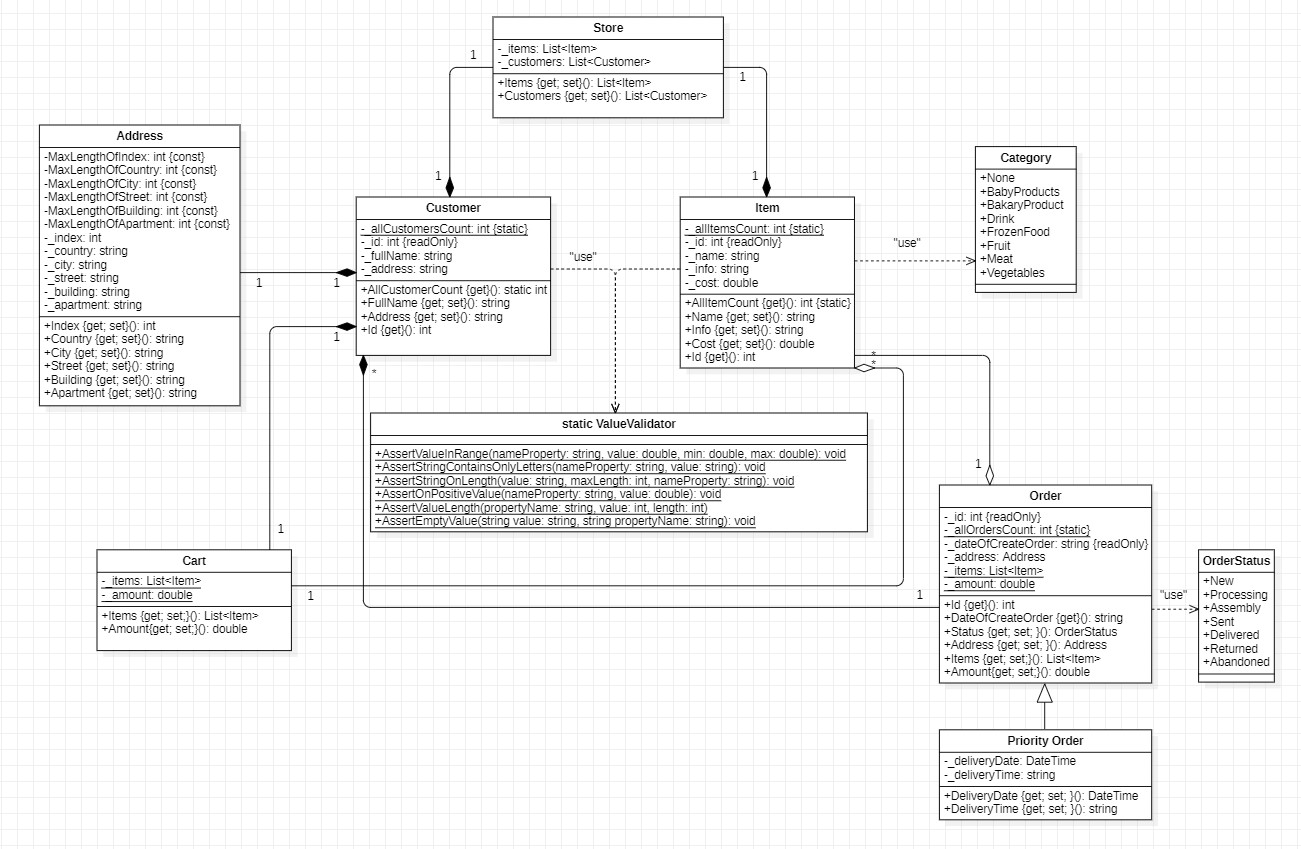 Store
-_items: List<Item>
-_customers: List<Customer>
+Items {get; set}(): List<Item>
+Customers {get; set}(): List<Customer>
1
1
1
1
Address
-MaxLengthOfIndex: int {const}
-MaxLengthOfCountry: int {const}
-MaxLengthOfCity: int {const}
-MaxLengthOfStreet: int {const}
-MaxLengthOfBuilding: int {const}
-MaxLengthOfApartment: int {const}
-_index: int
-_country: string
-_city: string
-_street: string
-_building: string
-_apartment: string
+Index {get; set}(): int
+Country {get; set}(): string
+City {get; set}(): string
+Street {get; set}(): string
+Building {get; set}(): string
+Apartment {get; set}(): string
1
1
1
Customer
-_allCustomersCount: int {static}
-_id: int {readOnly}
-_fullName: string
-_address: string
+AllCustomerCount {get}(): static int
+FullName {get; set}(): string
+Address {get; set}(): string
+Id {get}(): int
*
"use"
Item
-_allItemsCount: int {static}
-_id: int {readOnly}
-_name: string
-_info: string
-_cost: double
+AllItemCount {get}(): int {static}
+Name {get; set}(): string
+Info {get; set}(): string
+Cost {get; set}(): double
+Id {get}(): int
*
*
"use"
Category
+None
+BabyProducts
+BakaryProduct
+Drink
+FrozenFood
+Fruit
+Meat
+Vegetables
static ValueValidator
+AssertValueInRange(nameProperty: string, value: double, min: double, max: double): void
+AssertStringContainsOnlyLetters(nameProperty: string, value: string): void
+AssertStringOnLength(value: string, maxLength: int, nameProperty: string): void
+AssertOnPositiveValue(nameProperty: string, value: double): void
+AssertValueLength(propertyName: string, value: int, length: int)
+AssertEmptyValue(string value: string, string propertyName: string): void
1
Cart
-_items: List<Item>
-_amount: double
+Items {get; set;}(): List<Item>
+Amount{get; set;}(): double
1
1
1
Order
-_id: int {readOnly}
-_allOrdersCount: int {static}
-_dateOfCreateOrder: string {readOnly}
-_address: Address
-_items: List<Item>
-_amount: double
+Id {get}(): int
+DateOfCreateOrder {get}(): string
+Status {get; set; }(): OrderStatus
+Address {get; set; }(): Address
+Items {get; set;}(): List<Item>
+Amount{get; set;}(): double
"use"
OrderStatus
+New
+Processing
+Assembly
+Sent
+Delivered
+Returned
+Abandoned
Priority Order
-_deliveryDate: DateTime
-_deliveryTime: string
+DeliveryDate {get; set; }(): DateTime
+DeliveryTime {get; set; }(): string